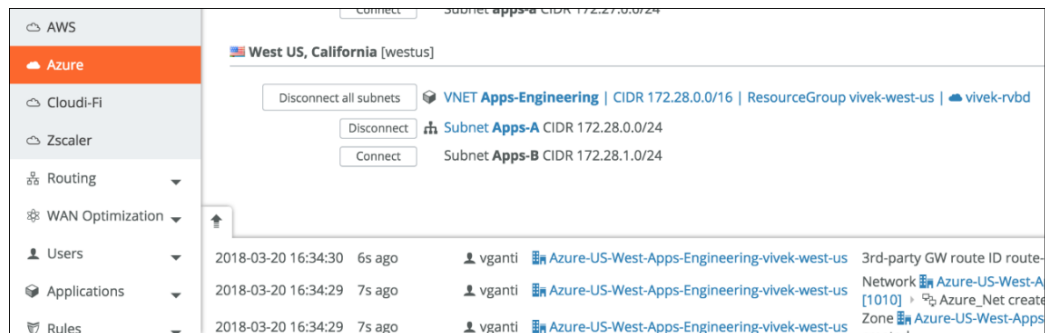 AWS
Azure
Cloudi-Fi
Zscaler
Routing
WAN Optimization
Users
Applications
Rules
Connect Subnet apps-a CIDR 172.27.0.0/24
West US, California [westus]
Disconnect all subnets VNET Apps-Engineering | CIDR 172.28.0.0/16 | ResourceGroup vivek-west-us | vivek-rvbd
Disconnect Subnet Apps-A CIDR 172.28.0.0/24
Connect Subnet Apps-B CIDR 172.28.1.0/24
2018-03-20 16:34:30 6s ago vganti Azure-US-West-Apps-Engineering-vivek-west-us 3rd-party GW route ID route-
2018-03-20 16:34:29 7s ago vganti Azure-US-West-Apps-Engineering-vivek-west-us Network Azure-US-West-A
[1010] › Azure_Net create
2018-03-20 16:34:29 7s ago vganti Azure-US-West-Apps-Engineering-vivek-west-us Zone Azure-US-West-Apps